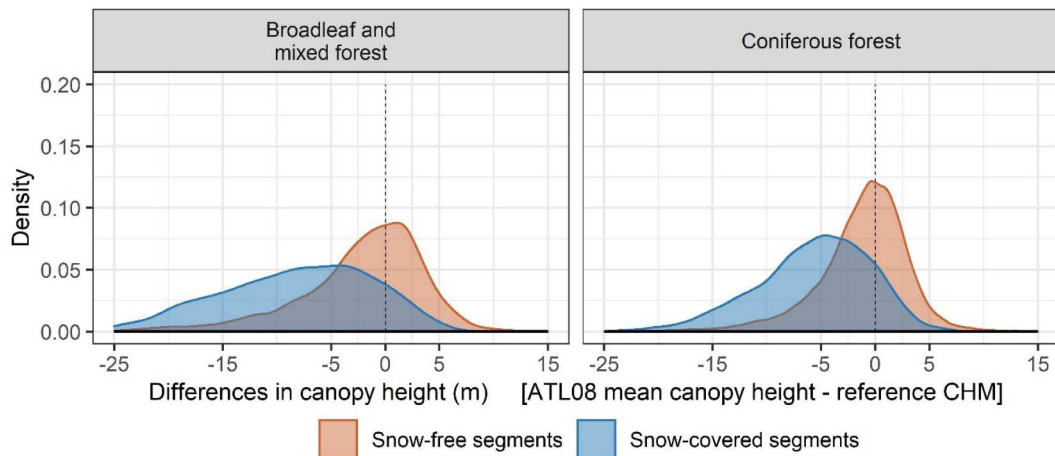 Broadleaf and
mixed forest
Coniferous forest
Density
0.20
0.15
0.10
0.05
0.00
-25 -15 -5 0 5 15
-25 -15 -5 0 5 15
Differences in canopy height (m) [ATL08 mean canopy height - reference CHM]
Snow-free segments Snow-covered segments